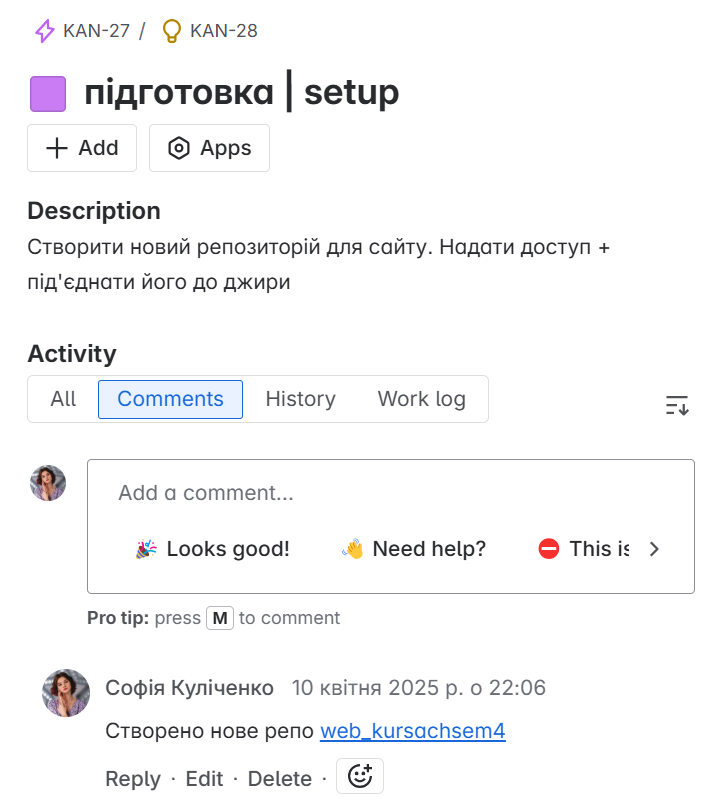 KAN-27 / KAN-28
підготовка | setup
Add Apps
Description
Створити новий репозиторій для сайту. Надати доступ +
під'єднати його до джири
Activity
All Comments History Work log
Add a comment...
🎉 Looks good! 👋 Need help? ⛔ This is
Pro tip: press M to comment
Софія Куліченко 10 квітня 2025 р. о 22:06
Створено нове репо web_kursachsem4
Reply · Edit · Delete ·